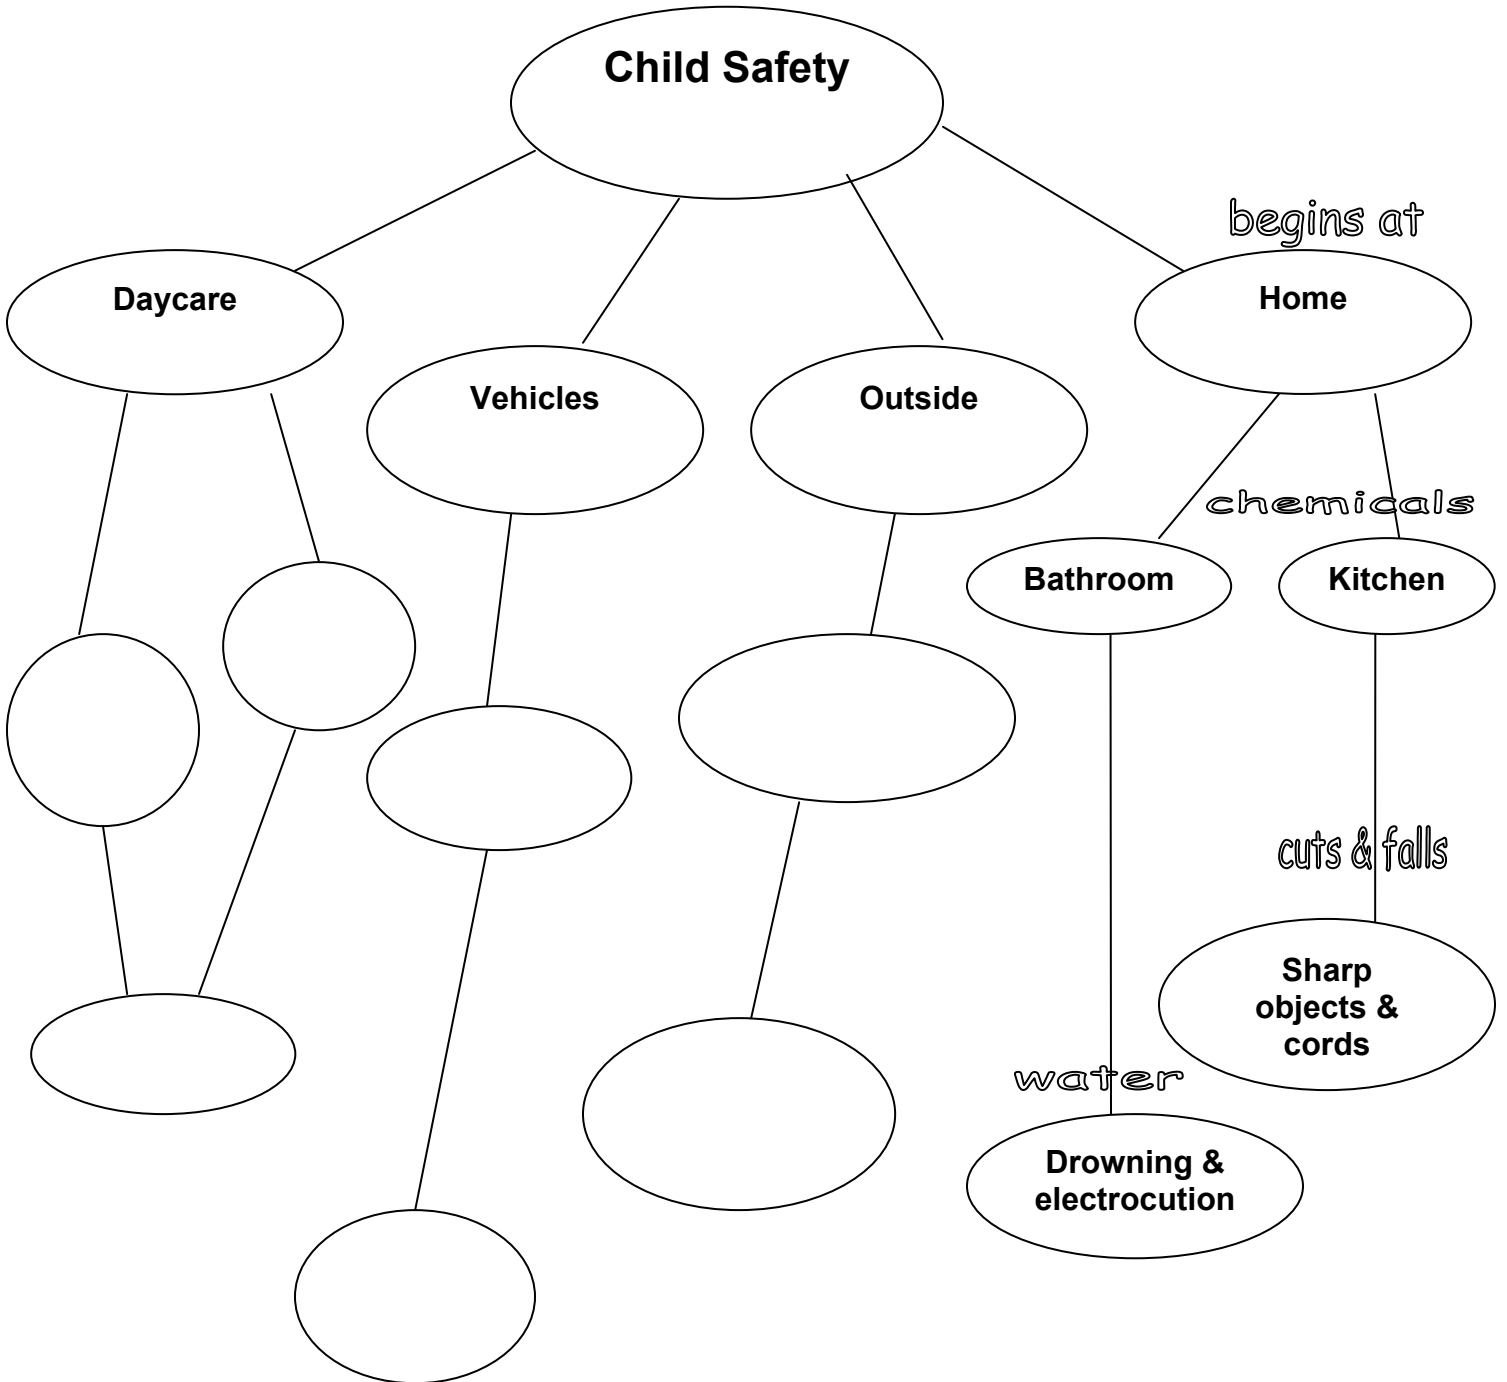 Child Safety
begins at
Daycare
Home
Vehicles
Outside
chemicals
Bathroom
Kitchen
cuts & falls
Sharp
objects &
cords
water
Drowning &
electrocution